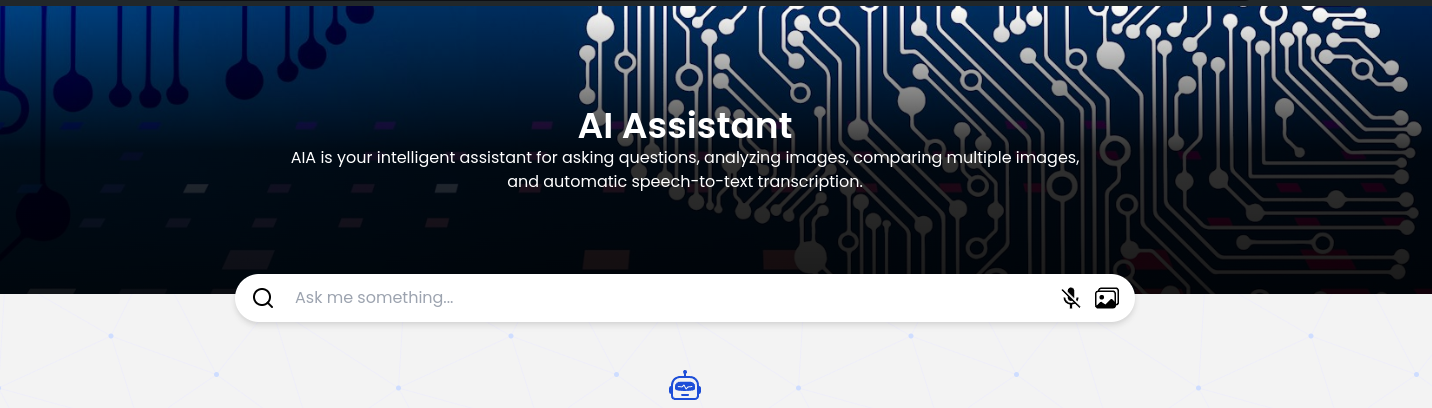 AI Assistant
AIA is your intelligent assistant for asking questions, analyzing images, comparing multiple images,
and automatic speech-to-text transcription.
Ask me something...